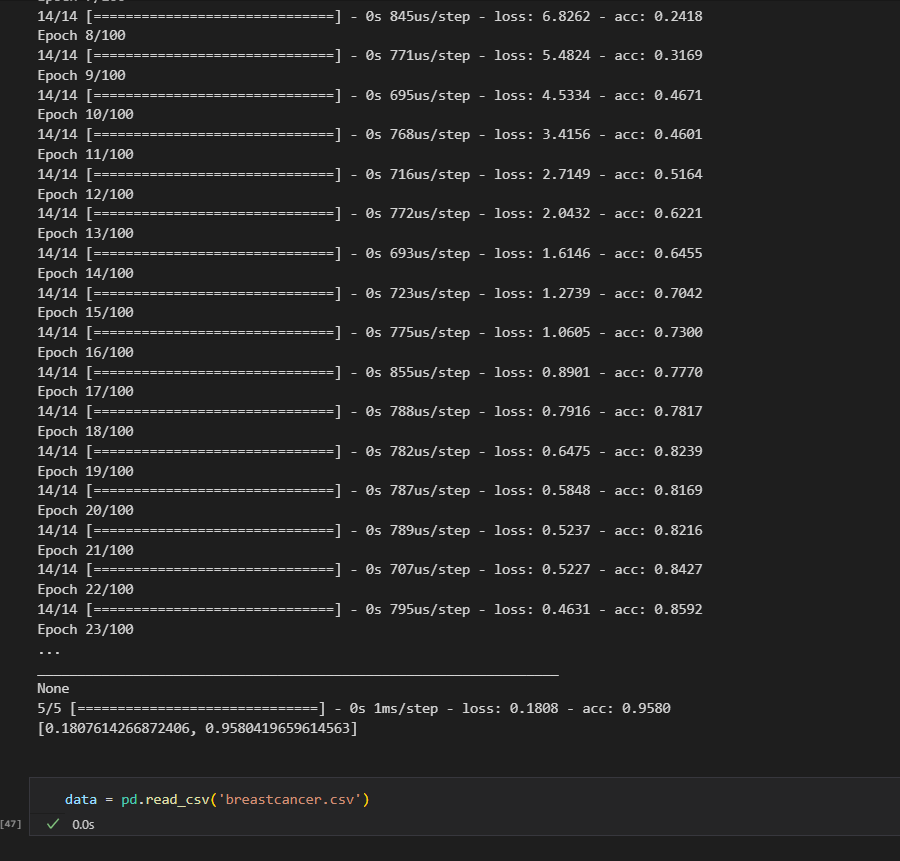 14/14 [==============================] - 0s 845us/step - loss: 6.8262 - acc: 0.2418
Epoch 8/100
14/14 [==============================] - 0s 771us/step - loss: 5.4824 - acc: 0.3169
Epoch 9/100
14/14 [==============================] - 0s 695us/step - loss: 4.5334 - acc: 0.4671
Epoch 10/100
14/14 [==============================] - 0s 768us/step - loss: 3.4156 - acc: 0.4601
Epoch 11/100
14/14 [==============================] - 0s 716us/step - loss: 2.7149 - acc: 0.5164
Epoch 12/100
14/14 [==============================] - 0s 772us/step - loss: 2.0432 - acc: 0.6221
Epoch 13/100
14/14 [==============================] - 0s 693us/step - loss: 1.6146 - acc: 0.6455
Epoch 14/100
14/14 [==============================] - 0s 723us/step - loss: 1.2739 - acc: 0.7042
Epoch 15/100
14/14 [==============================] - 0s 775us/step - loss: 1.0605 - acc: 0.7300
Epoch 16/100
14/14 [==============================] - 0s 855us/step - loss: 0.8901 - acc: 0.7770
Epoch 17/100
14/14 [==============================] - 0s 788us/step - loss: 0.7916 - acc: 0.7817
Epoch 18/100
14/14 [==============================] - 0s 782us/step - loss: 0.6475 - acc: 0.8239
Epoch 19/100
14/14 [==============================] - 0s 787us/step - loss: 0.5848 - acc: 0.8169
Epoch 20/100
14/14 [==============================] - 0s 789us/step - loss: 0.5237 - acc: 0.8216
Epoch 21/100
14/14 [==============================] - 0s 707us/step - loss: 0.5227 - acc: 0.8427
Epoch 22/100
14/14 [==============================] - 0s 795us/step - loss: 0.4631 - acc: 0.8592
Epoch 23/100
...
_________________________________________________________________
None
5/5 [==============================] - 0s 1ms/step - loss: 0.1808 - acc: 0.9580
[0.1807614266872406, 0.9580419659614563]
data = pd.read_csv('breastcancer.csv')
[47] ✓ 0.0s